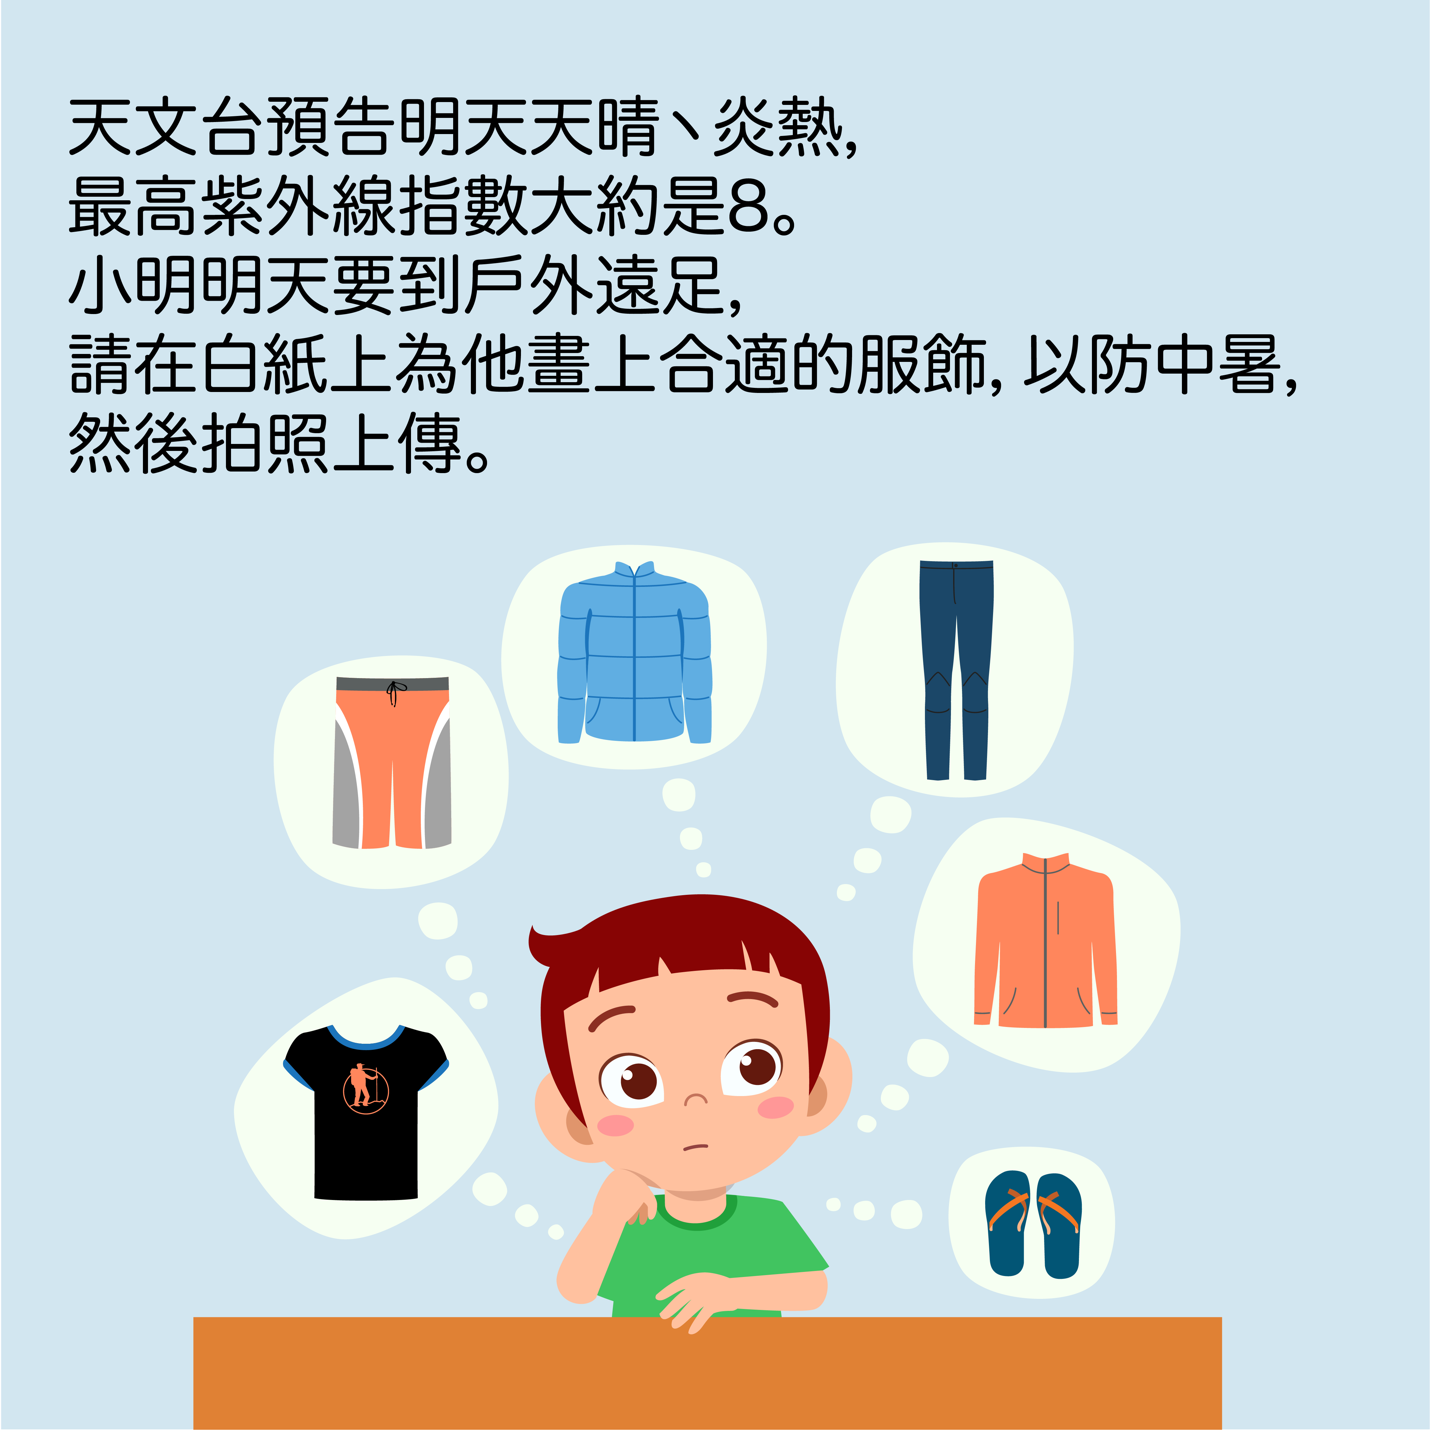 天文台預告明天天晴、炎熱,
最高紫外線指數大約是8。
小明明天要到戶外遠足,
請在白紙上為他畫上合適的服飾, 以防中暑,
然後拍照上傳。